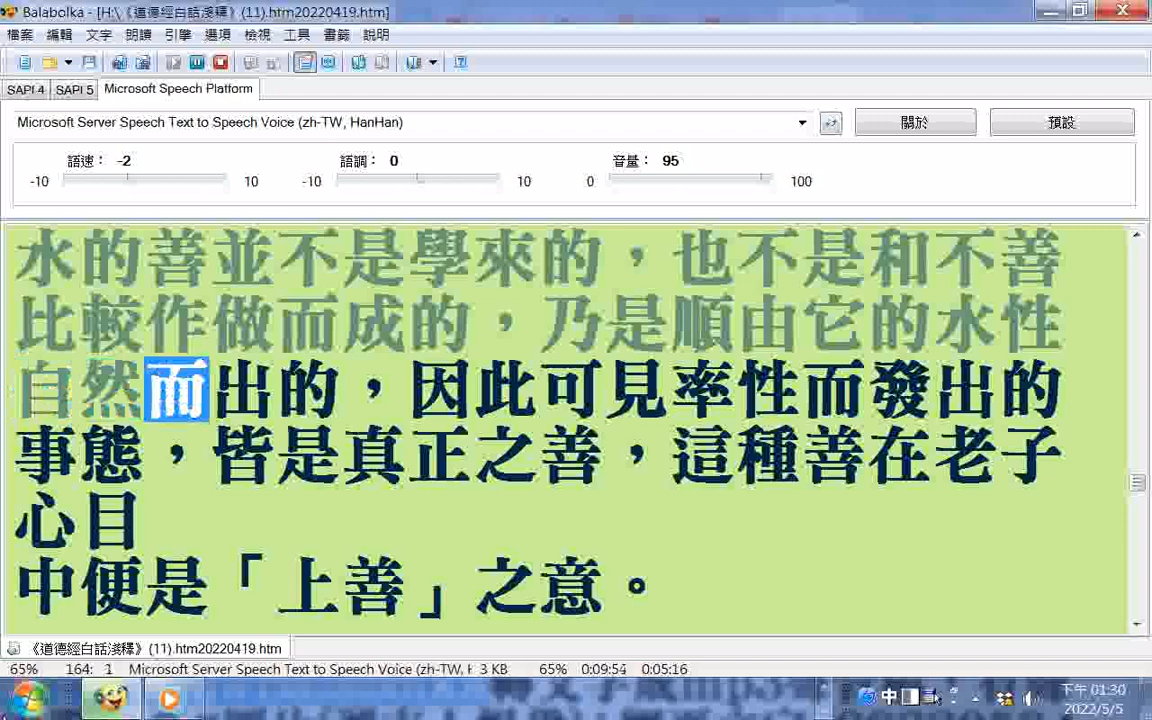 Balabolka - [H:\《道德經白話淺釋》(11).htm20220419.htm]
檔案 編輯 文字 朗讀 引擎 選項 檢視 工具 書籤 說明
SAPI 4 SAPI 5 Microsoft Speech Platform
Microsoft Server Speech Text to Speech Voice (zh-TW, HanHan) 關於 預設
語速： -2 語調： 0 音量： 95
-10 10 -10 10 0 100
水的善並不是學來的，也不是和不善
比較作做而成的，乃是順由它的水性
自然而出的，因此可見率性而發出的
事態，皆是真正之善，這種善在老子
心目
中便是「上善」之意。
《道德經白話淺釋》(11).htm20220419.htm
65% 164: 1 Microsoft Server Speech Text to Speech Voice (zh-TW, 3 KB 65% 0:09:54 0:05:16
中 下午 01:30
2022/5/5